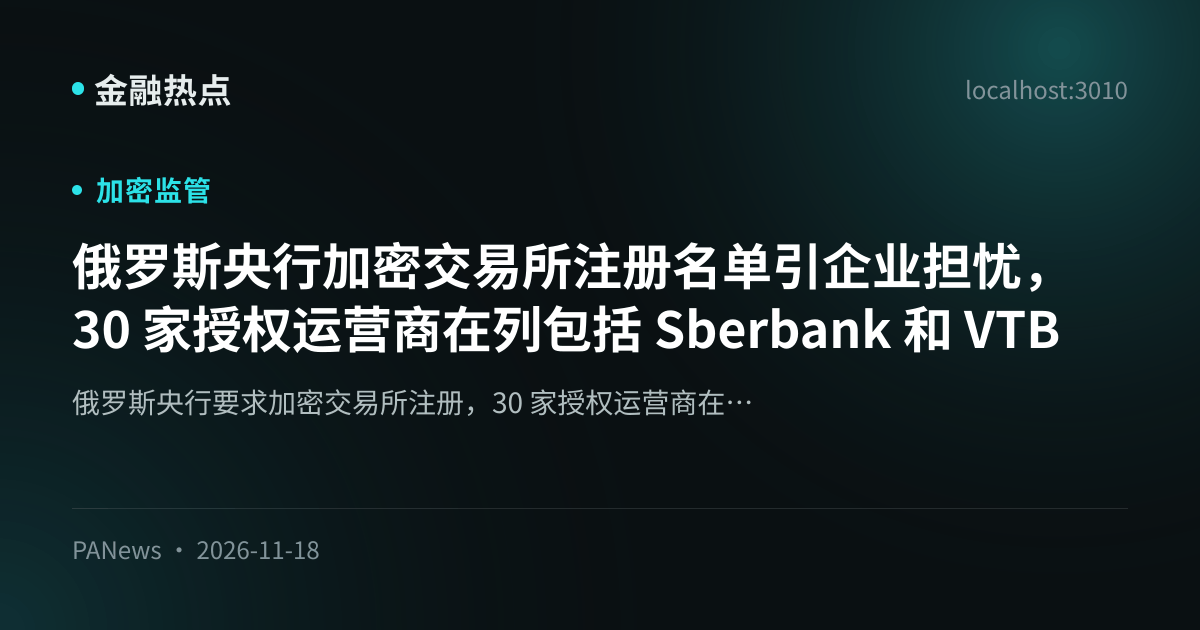 金融热点
localhost:3010
加密监管
俄罗斯央行加密交易所注册名单引企业担忧，
30 家授权运营商在列包括 Sberbank 和 VTB
俄罗斯央行要求加密交易所注册，30 家授权运营商在…
PANews • 2026-11-18